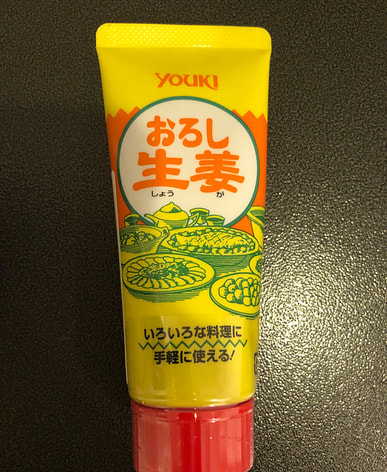 YOUKI
おろし
生姜
しょう が
いろいろな料理に
手軽に使える!